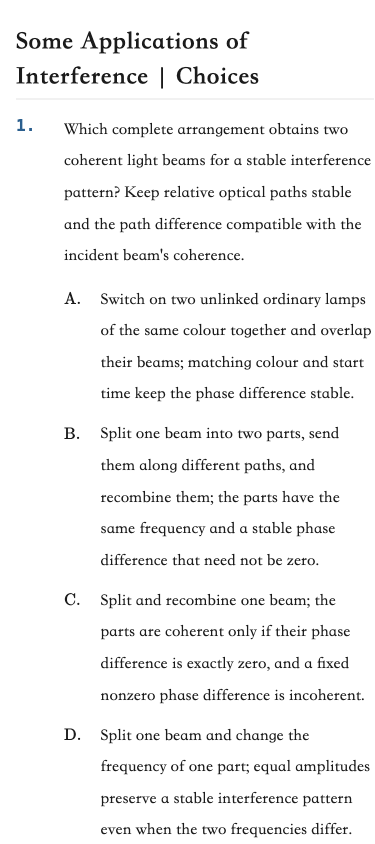 Some Applications of
Interference | Choices
1.
Which complete arrangement obtains two
coherent light beams for a stable interference
pattern? Keep relative optical paths stable
and the path difference compatible with the
incident beam's coherence.
A. Switch on two unlinked ordinary lamps
of the same colour together and overlap
their beams; matching colour and start
time keep the phase difference stable.
B. Split one beam into two parts, send
them along different paths, and
recombine them; the parts have the
same frequency and a stable phase
difference that need not be zero.
C. Split and recombine one beam; the
parts are coherent only if their phase
difference is exactly zero, and a fixed
nonzero phase difference is incoherent.
D. Split one beam and change the
frequency of one part; equal amplitudes
preserve a stable interference pattern
even when the two frequencies differ.